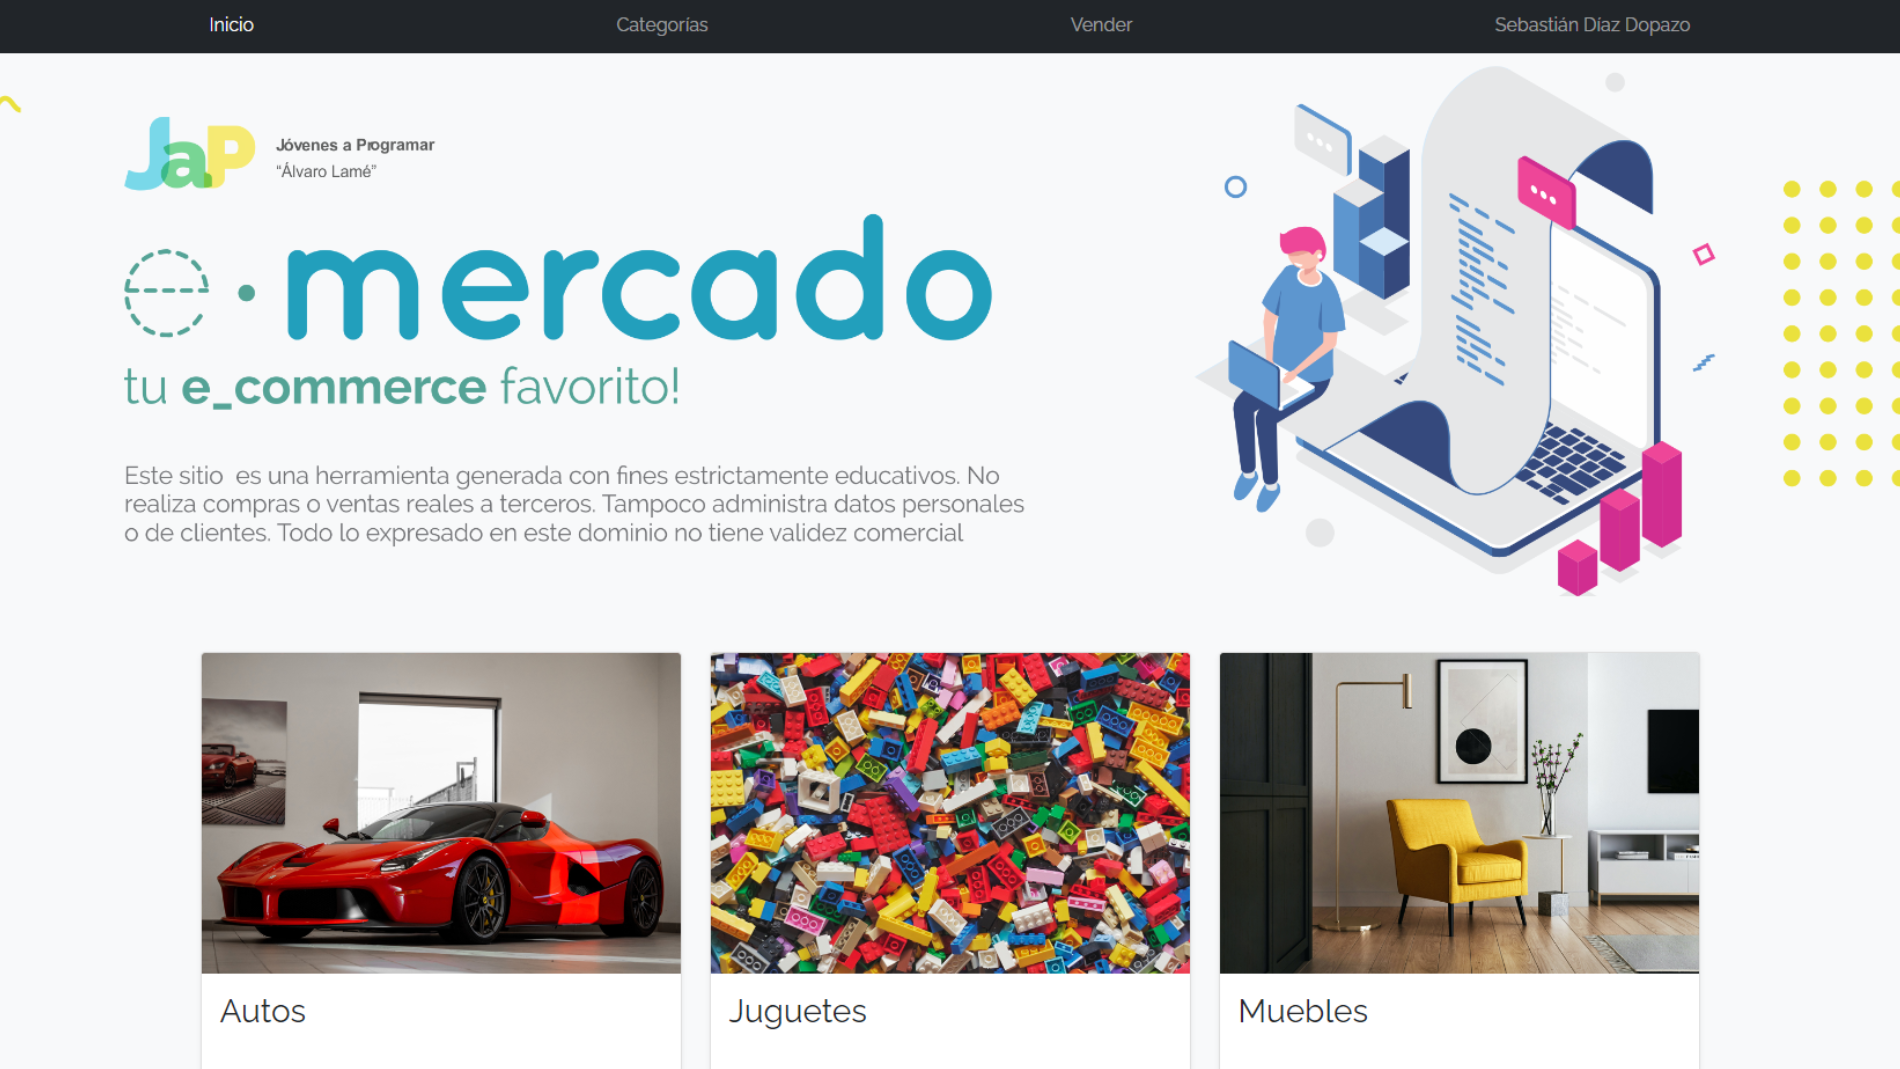 Inicio Categorías Vender Sebastián Díaz Dopazo
JaP
Jóvenes a Programar
“Álvaro Lamé”
e · mercado
tu e_commerce favorito!
Este sitio es una herramienta generada con fines estrictamente educativos. No
realiza compras o ventas reales a terceros. Tampoco administra datos personales
o de clientes. Todo lo expresado en este dominio no tiene validez comercial
Autos
Juguetes
Muebles